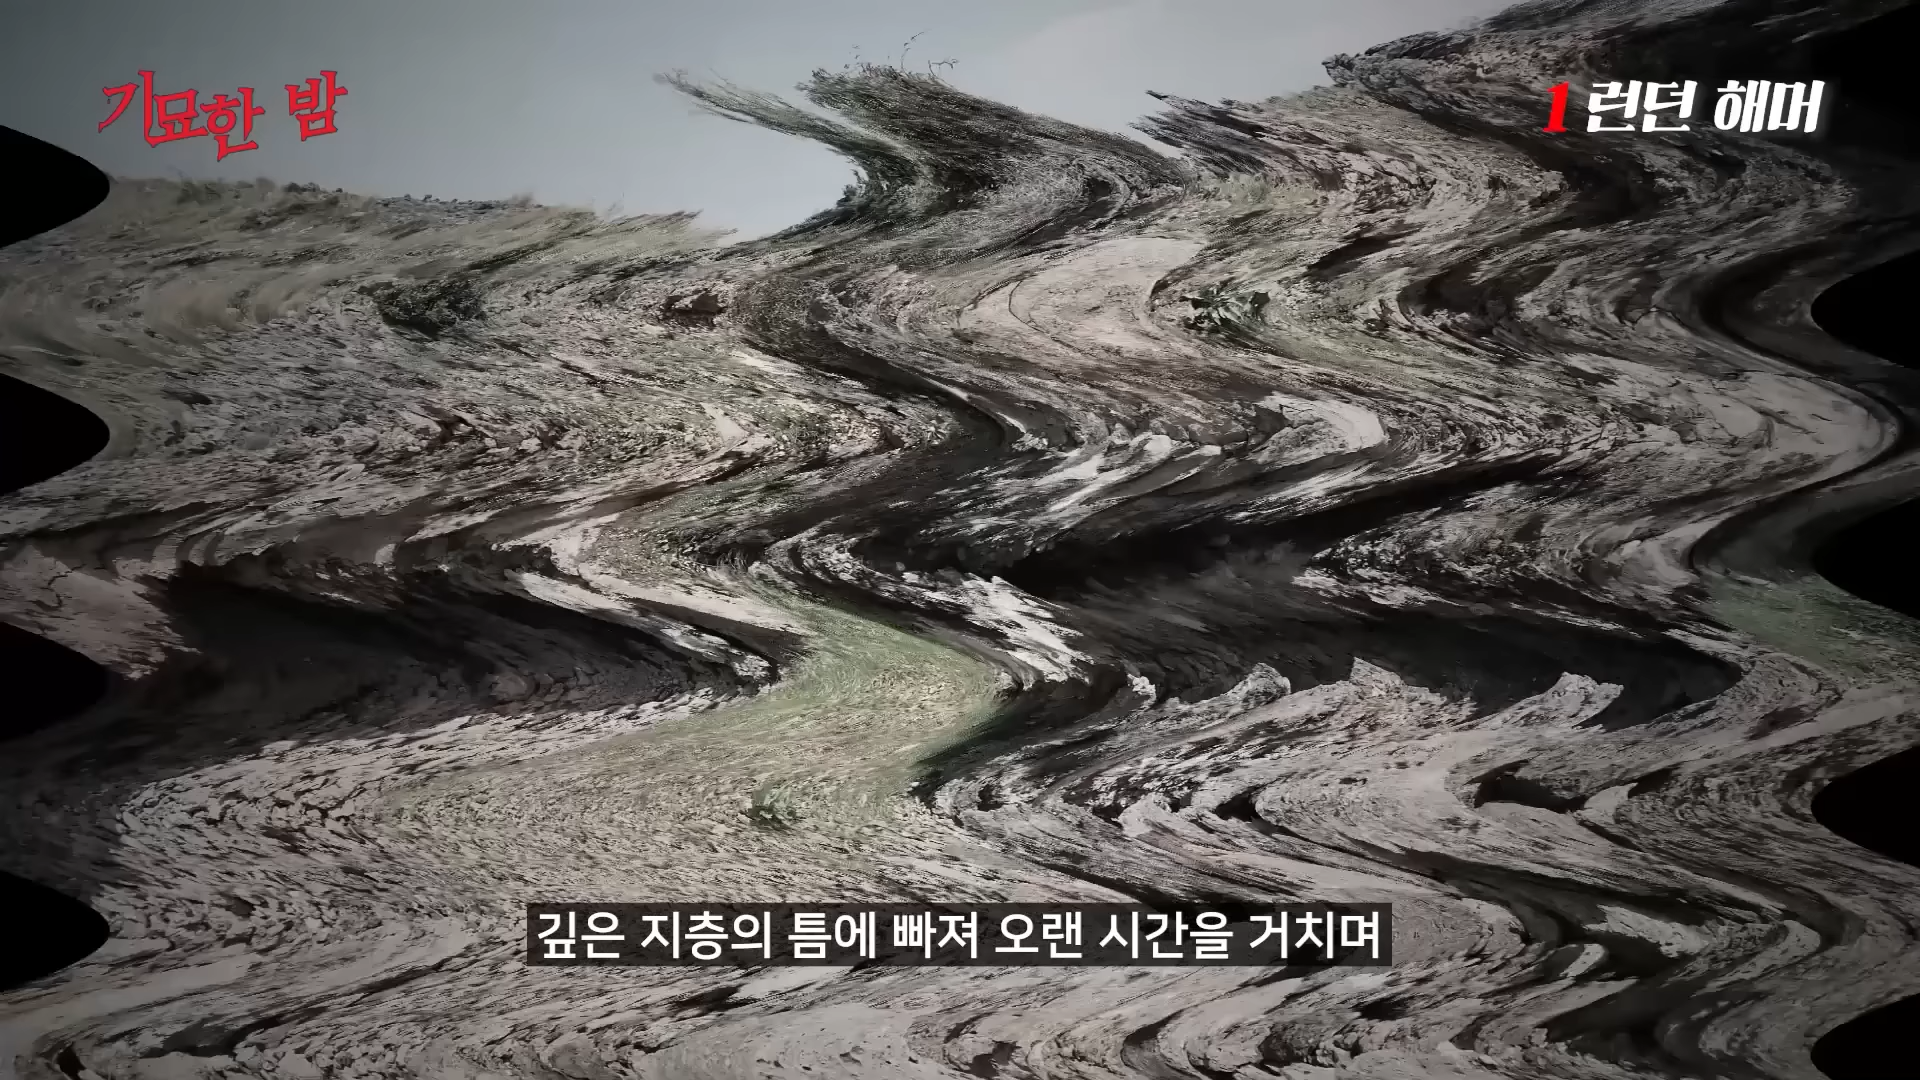 기묘한 밤
1 런던 해머
깊은 지층의 틈에 빠져 오랜 시간을 거치며